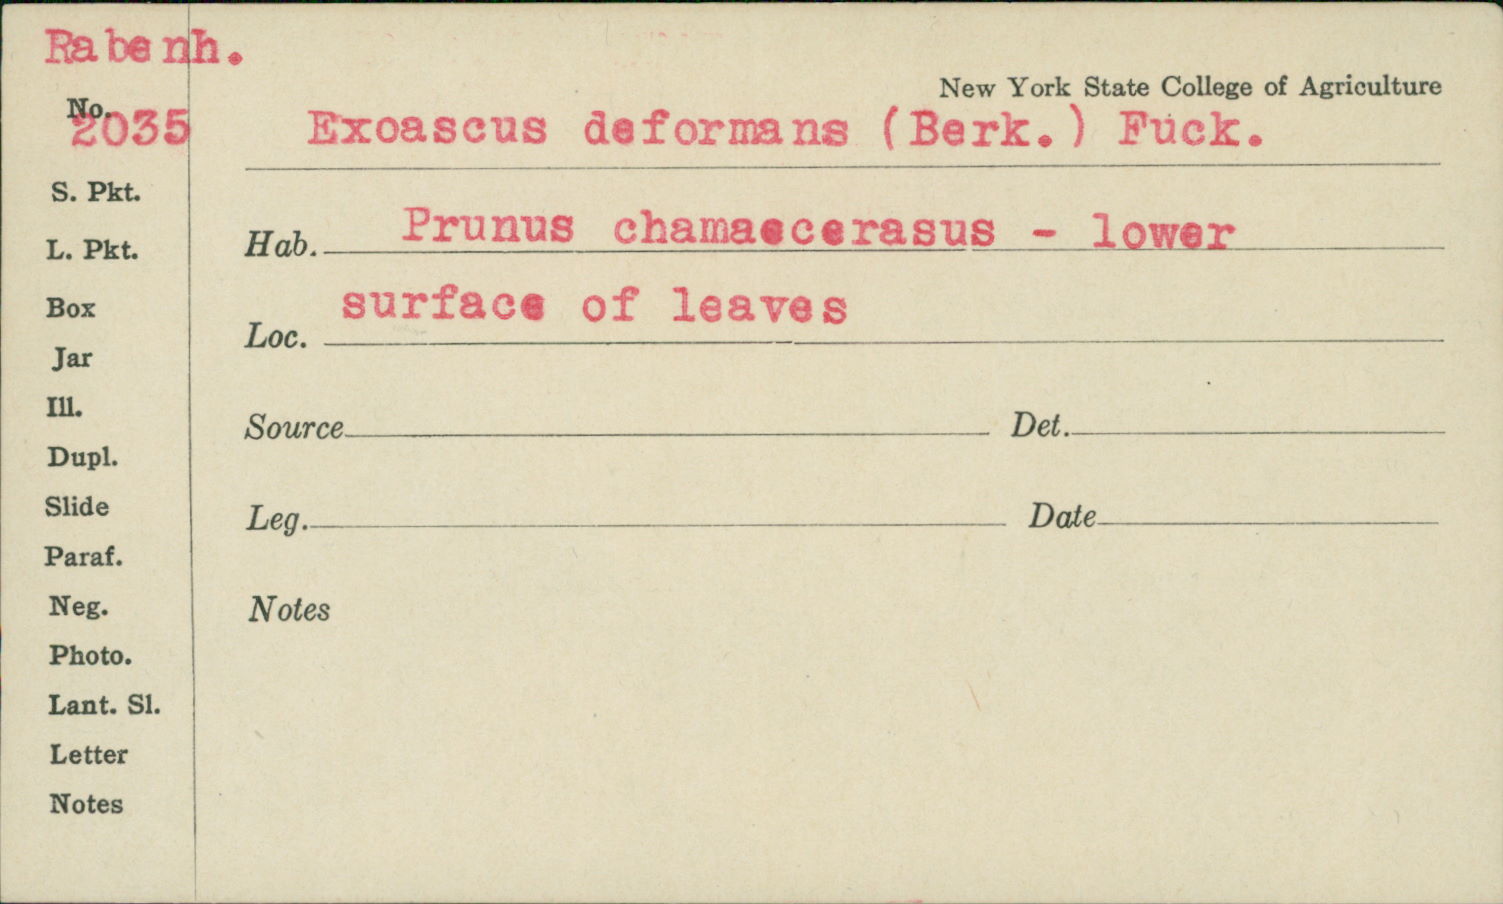 Rabenh.
New York State College of Agriculture
No.
2035
Exoascus deformans (Berk.) Fuck.
S. Pkt.
Hab. Prunus chamaecerasus - lower
L. Pkt.
surface of leaves
Box
Loc.
Jar
Ill.
Source
Det.
Dupl.
Slide
Leg.
Date
Paraf.
Neg.
Notes
Photo.
Lant. Sl.
Letter
Notes